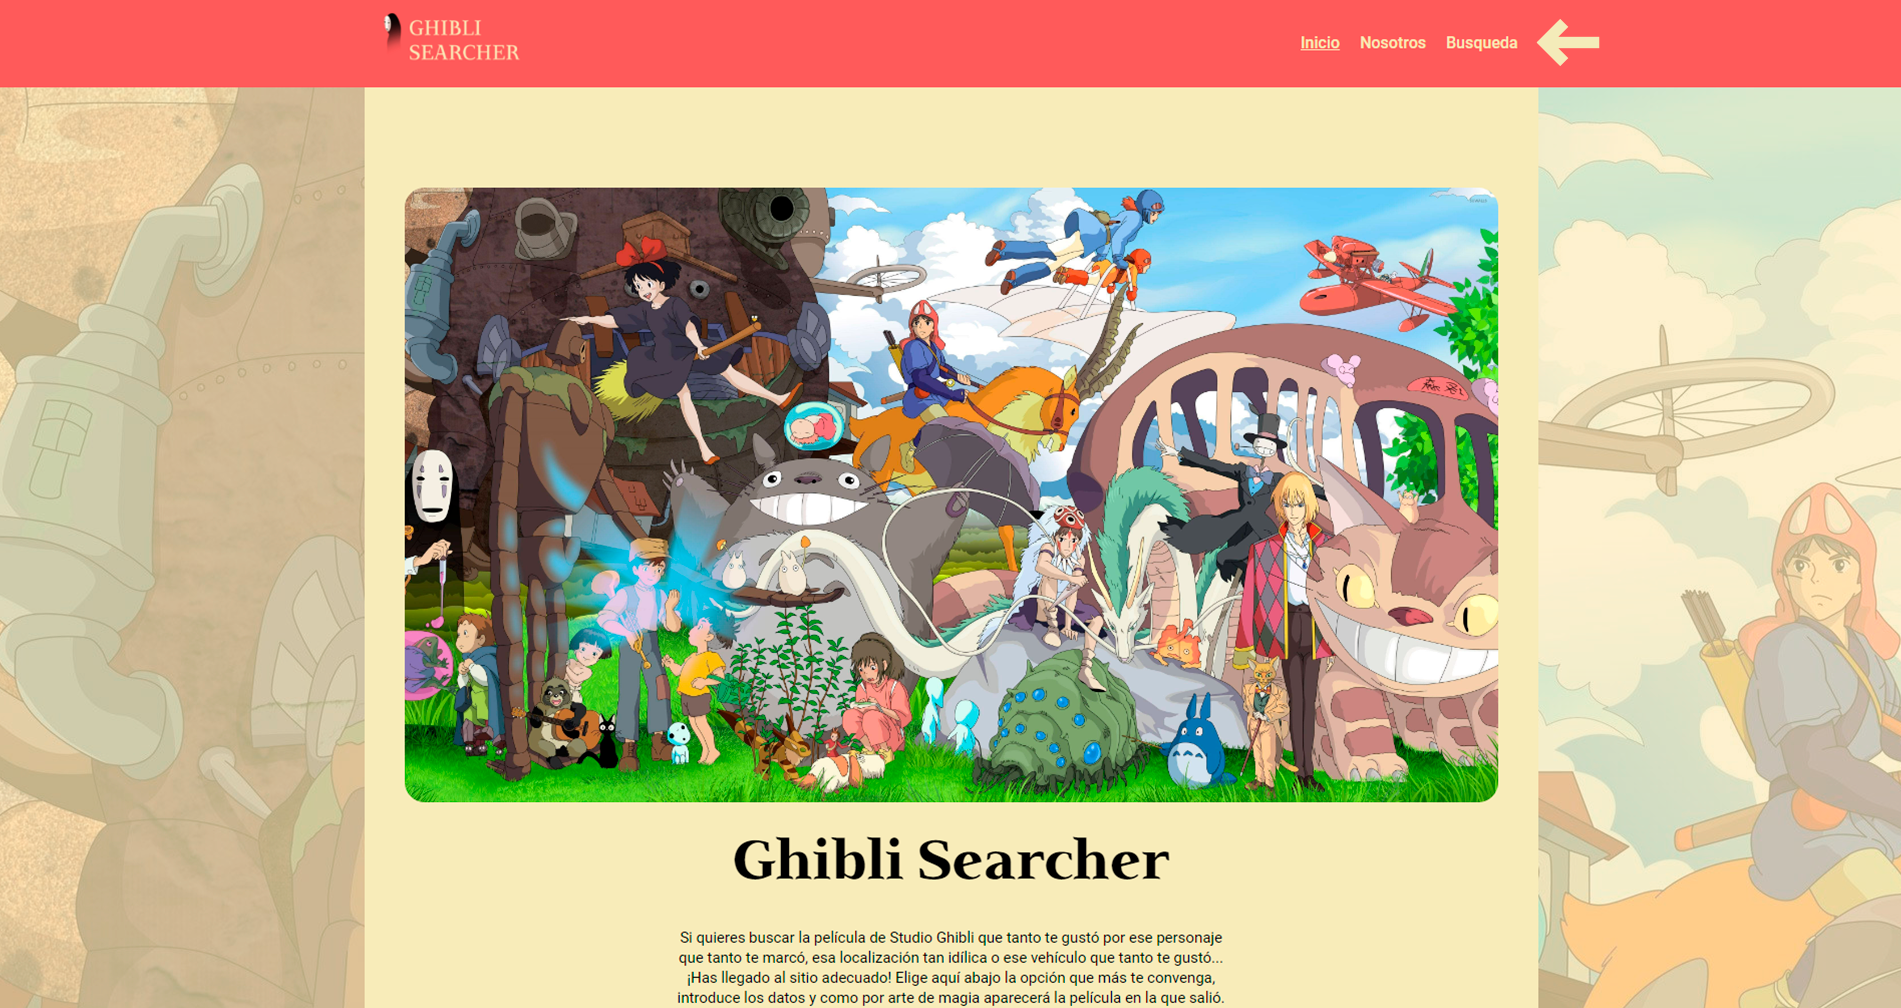 GHIBLI
SEARCHER
Inicio Nosotros Busqueda
Ghibli Searcher
Si quieres buscar la película de Studio Ghibli que tanto te gustó por ese personaje
que tanto te marcó, esa localización tan idílica o ese vehículo que tanto te gustó...
¡Has llegado al sitio adecuado! Elige aquí abajo la opción que más te convenga,
introduce los datos y como por arte de magia aparecerá la película en la que salió.